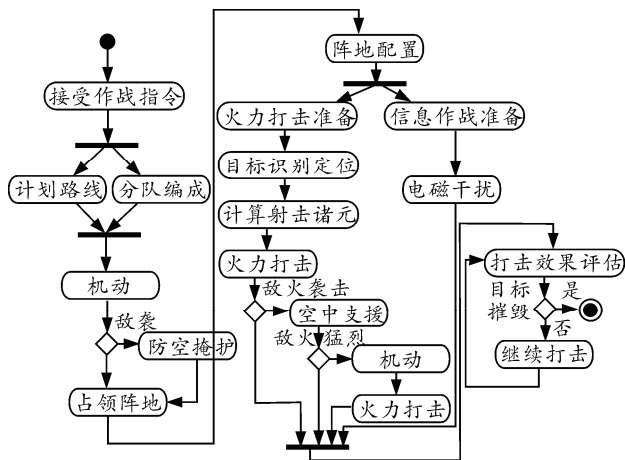 接受作战指令
计划路线
分队编成
机动
敌袭
防空掩护
占领阵地
阵地配置
火力打击准备
信息作战准备
目标识别定位
电磁干扰
计算射击诸元
火力打击
敌火袭击
空中支援
敌火猛烈
机动
火力打击
打击效果评估
目标
摧毁
是
否
继续打击